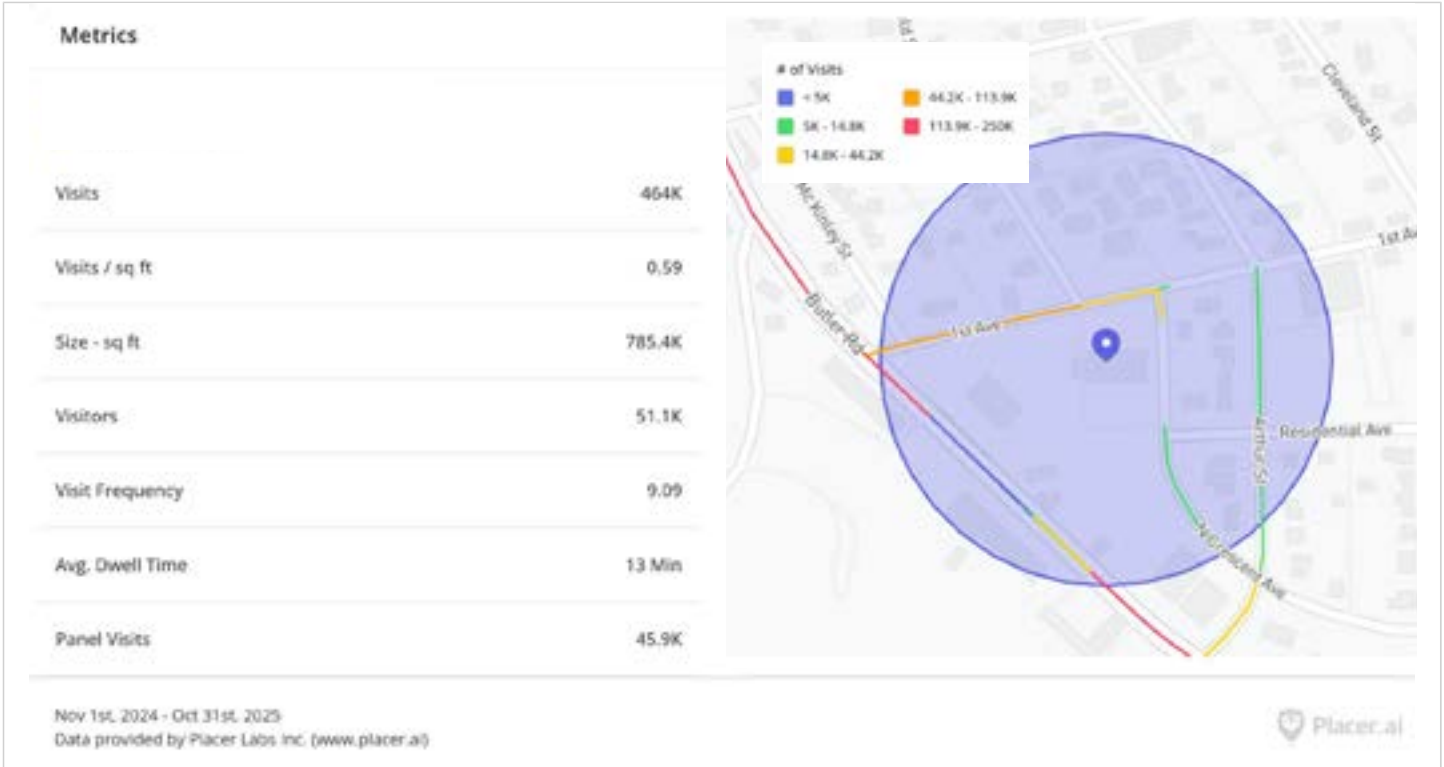 Metrics
Visits 464K
Visits / sq ft 0.59
Size - sq ft 785.4K
Visitors 51.1K
Visit Frequency 9.09
Avg. Dwell Time 13 Min
Panel Visits 45.9K
# of Visits
< 5K
44.2K - 113.9K
5K - 14.8K
113.9K - 250K
14.8K - 44.2K
Cleveland St
Mc Kinley St
1st Av
Butler Rd
1st Ave
Residential Ave
N Crescent Ave
Nov 1st, 2024 - Oct 31st, 2025
Data provided by Placer Labs Inc. (www.placer.ai)
Placer.ai